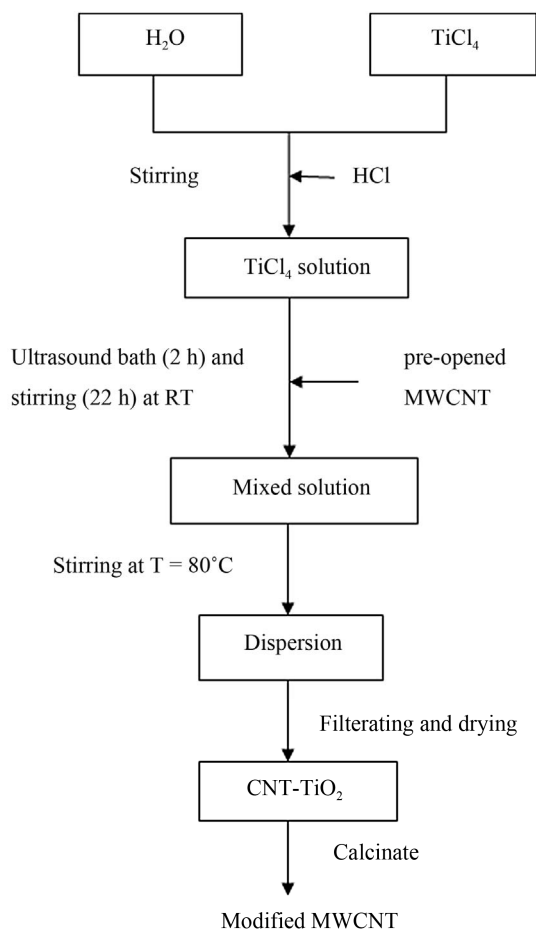 H₂O
TiCl₄
Stirring
HCl
TiCl₄ solution
Ultrasound bath (2 h) and
stirring (22 h) at RT
pre-opened
MWCNT
Mixed solution
Stirring at T = 80˚C
Dispersion
Filterating and drying
CNT-TiO₂
Calcinate
Modified MWCNT